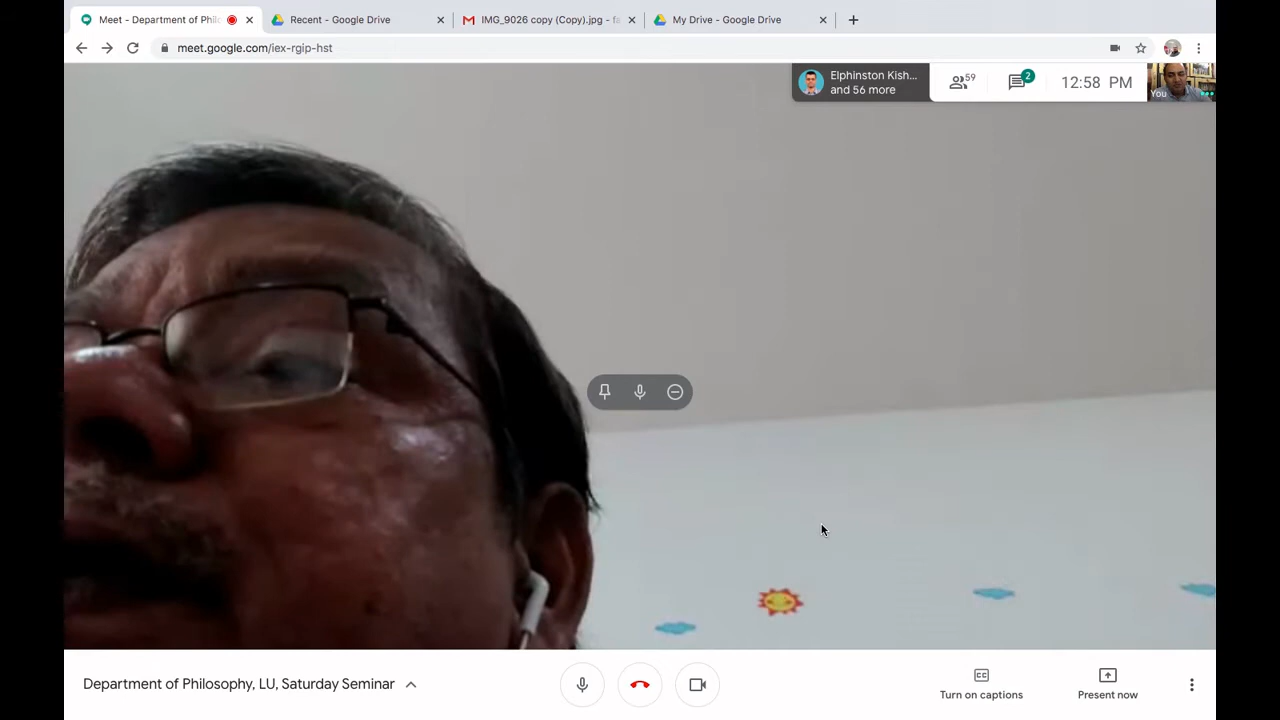 Meet - Department of Phil
Recent - Google Drive
IMG_9026 copy (Copy).jpg - fa
My Drive - Google Drive
meet.google.com/iex-rgip-hst
Elphinston Kish...
and 56 more
59
2
12:58 PM
You
Department of Philosophy, LU, Saturday Seminar
CC
Turn on captions
Present now